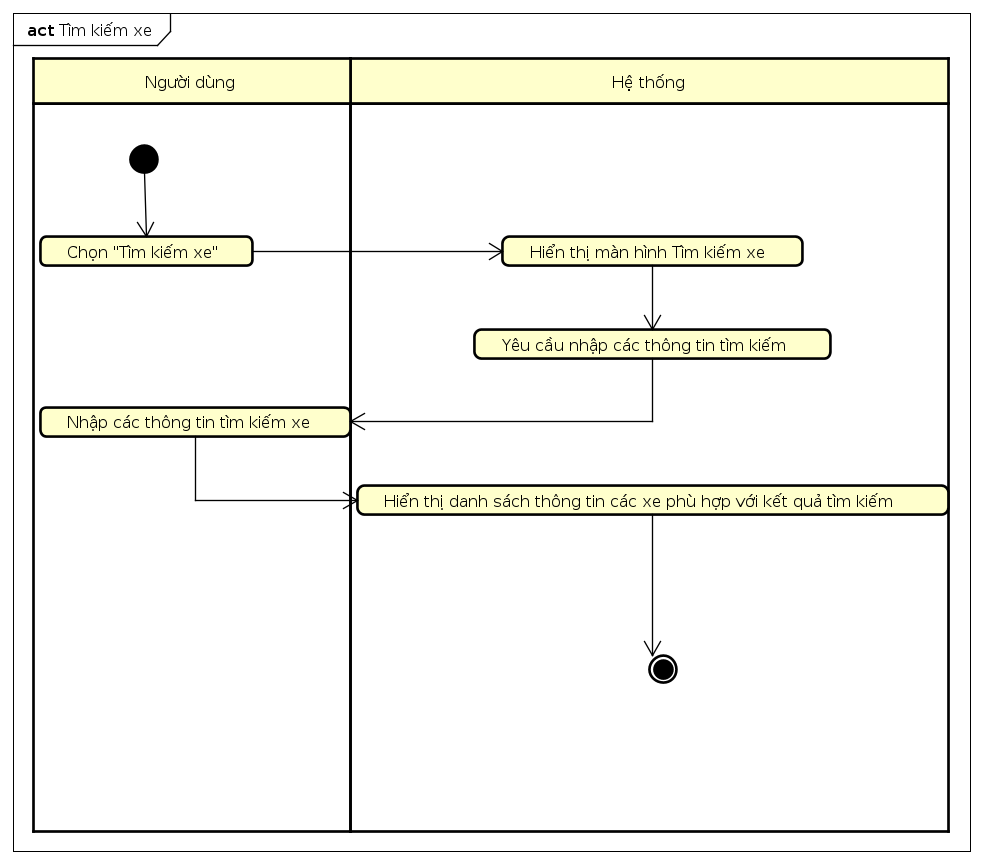 act Tìm kiếm xe
Người dùng
Hệ thống
Chọn "Tìm kiếm xe"
Hiển thị màn hình Tìm kiếm xe
Yêu cầu nhập các thông tin tìm kiếm
Nhập các thông tin tìm kiếm xe
Hiển thị danh sách thông tin các xe phù hợp với kết quả tìm kiếm